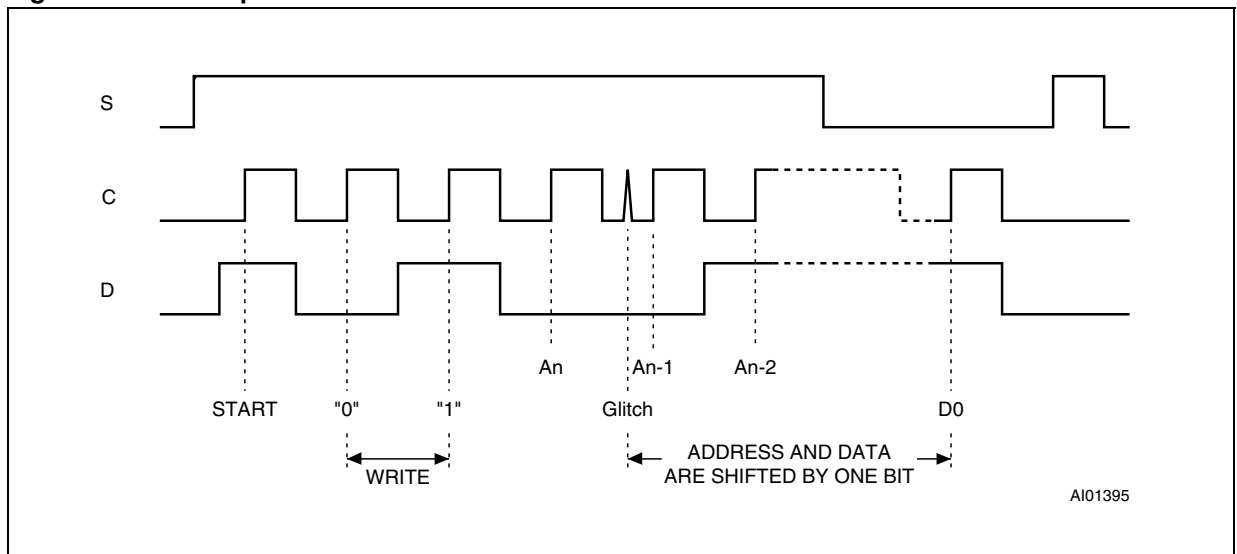 S
C
D
An An-1 An-2
START "0" "1" Glitch D0
WRITE
ADDRESS AND DATA
ARE SHIFTED BY ONE BIT
AI01395